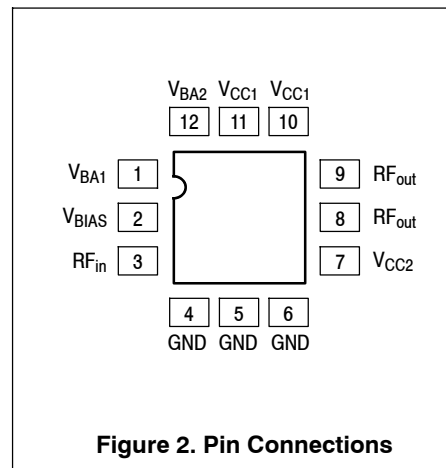 V_BA2 V_CC1 V_CC1
12 11 10
V_BA1 1 9 RF_out
V_BIAS 2 8 RF_out
RF_in 3 7 V_CC2
4 5 6
GND GND GND
Figure 2. Pin Connections